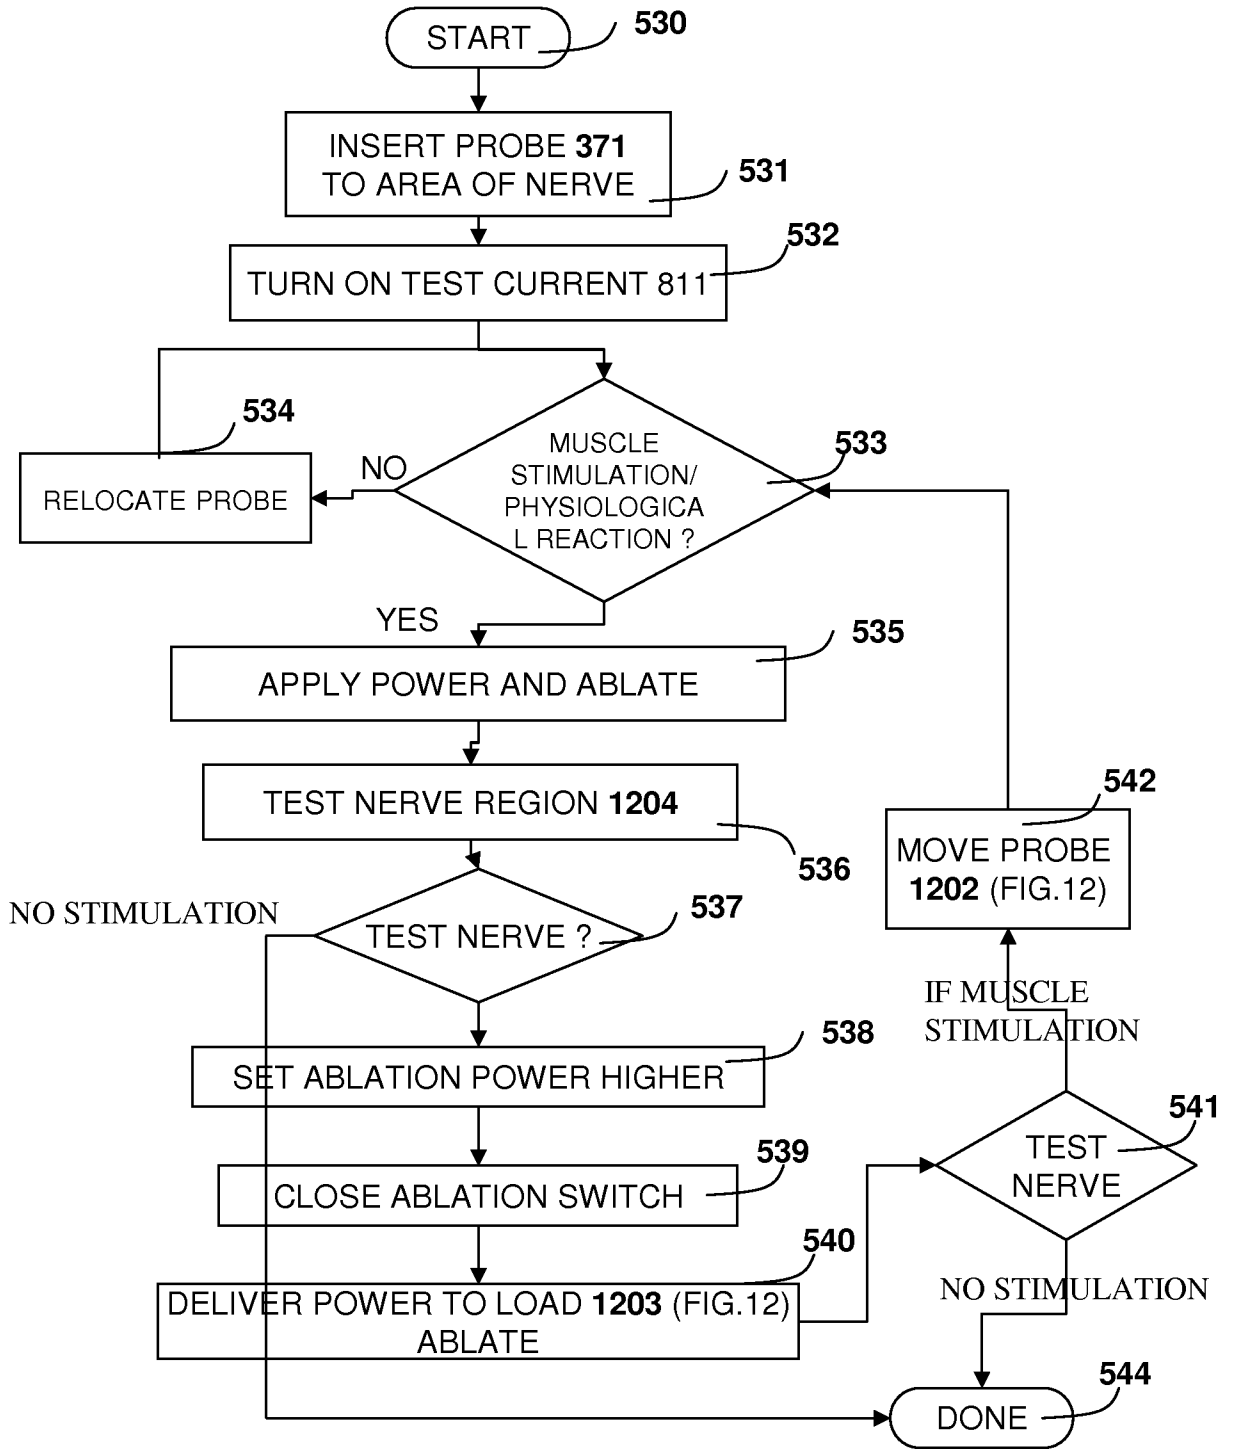 START
530
INSERT PROBE 371
TO AREA OF NERVE
531
532
TURN ON TEST CURRENT 811
534
RELOCATE PROBE
NO
MUSCLE
STIMULATION/
PHYSIOLOGICA
L REACTION ?
533
YES
535
APPLY POWER AND ABLATE
TEST NERVE REGION 1204
536
542
MOVE PROBE
1202 (FIG.12)
NO STIMULATION
TEST NERVE ?
537
IF MUSCLE
STIMULATION
538
SET ABLATION POWER HIGHER
541
TEST
NERVE
539
CLOSE ABLATION SWITCH
540
DELIVER POWER TO LOAD 1203 (FIG.12)
ABLATE
NO STIMULATION
544
DONE